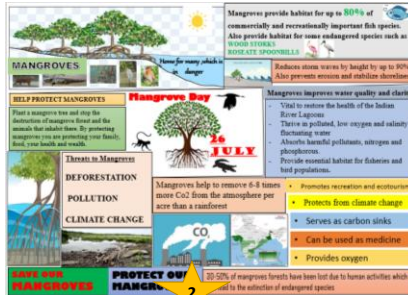 Mangroves provide habitat for up to 80% of
commercially and recreationally important fish species.
Also provide habitat for some endangered species such as
WOOD STORKS
ROSEATE SPOONBILLS
MANGROVES
Home for many ,which is
in danger
Reduces storm waves by height by up to 90%
Also prevents erosion and stabilize shoreline
HELP PROTECT MANGROVES
Plant a mangrove tree and stop the
destruction of mangrove forest and the
animals that inhabit there. By protecting
mangroves you are protecting your family,
food, your health and wealth.
Mangrove Day
26
JULY
Mangroves improves water quality and clarit
- Vital to restore the health of the Indian
River Lagoons
- Thrive in polluted, low oxygen and salinity
fluctuating water
- Absorbs harmful pollutants, nitrogen and
phosphorous.
- Provide essential habitat for fisheries and
bird populations.
Threats to Mangroves
DEFORESTATION
POLLUTION
CLIMATE CHANGE
Mangroves help to remove 6-8 times
more Co2 from the atmosphere per
acre than a rainforest
CO
• Promotes recreation and ecotourism
• Protects from climate change
• Serves as carbon sinks
• Can be used as medicine
• Provides oxygen
SAVE OUR
MANGROVES
PROTECT OU
MANGR
2
30-50% of mangroves forests have been lost due to human activities which
ed to the extinction of endangered species